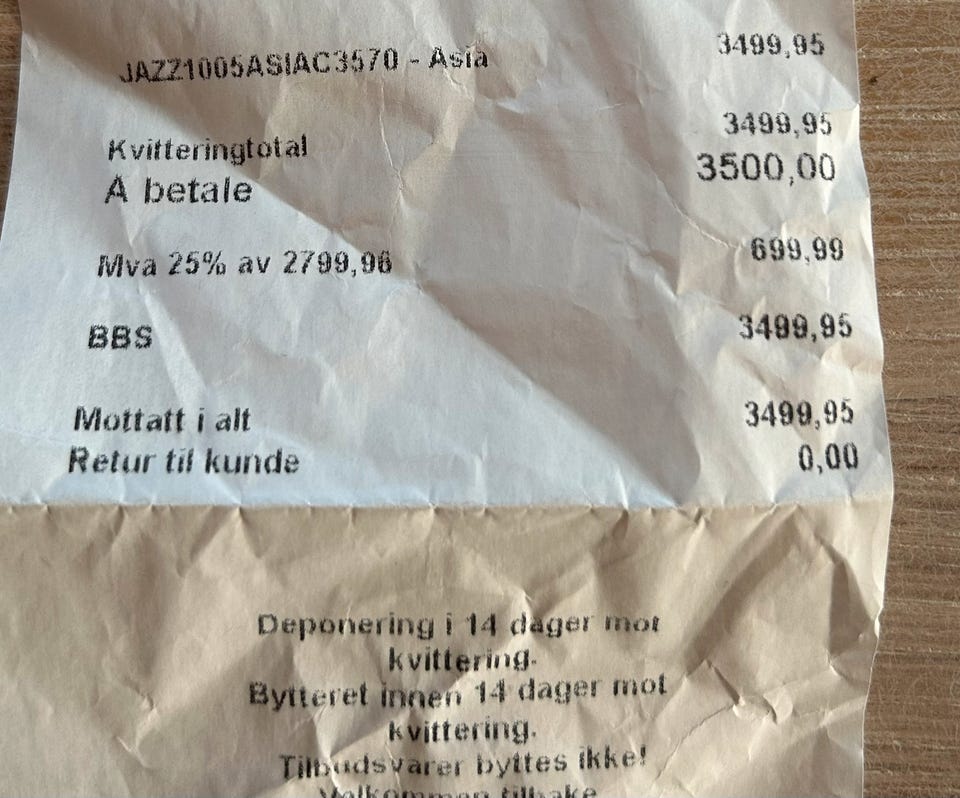 JAZZ1005ASIAC3570 - Asia 3499,95
Kvitteringtotal 3499,95
A betale 3500,00
Mva 25% av 2799,96 699,99
BBS 3499,95
Mottatt i alt 3499,95
Retur til kunde 0,00
Deponering i 14 dager mot
kvittering.
Bytteret innen 14 dager mot
kvittering.
Tilbudsvarer byttes ikke!
Velkommen tilbake